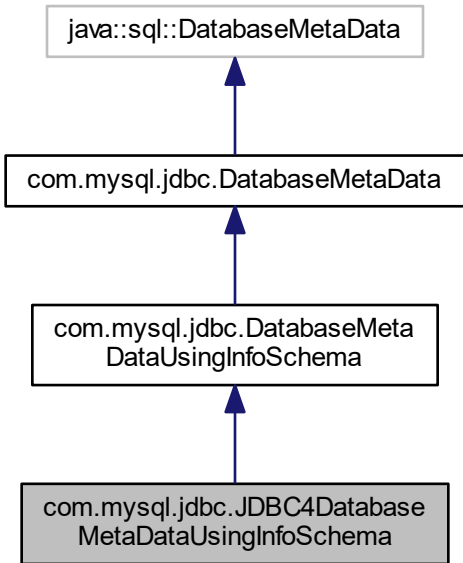 java::sql::DatabaseMetaData
com.mysql.jdbc.DatabaseMetaData
com.mysql.jdbc.DatabaseMeta
DataUsingInfoSchema
com.mysql.jdbc.JDBC4Database
MetaDataUsingInfoSchema